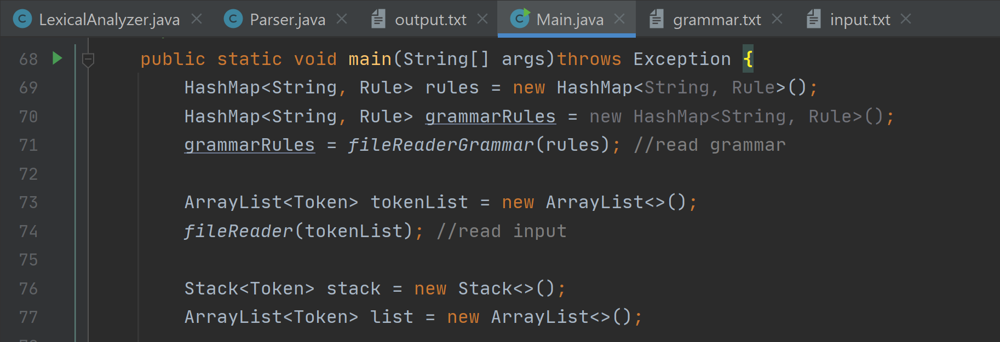 LexicalAnalyzer.java Parser.java output.txt Main.java grammar.txt input.txt
68 public static void main(String[] args)throws Exception {
69 HashMap<String, Rule> rules = new HashMap<String, Rule>();
70 HashMap<String, Rule> grammarRules = new HashMap<String, Rule>();
71 grammarRules = fileReaderGrammar(rules); //read grammar
72
73 ArrayList<Token> tokenList = new ArrayList<>();
74 fileReader(tokenList); //read input
75
76 Stack<Token> stack = new Stack<>();
77 ArrayList<Token> list = new ArrayList<>();